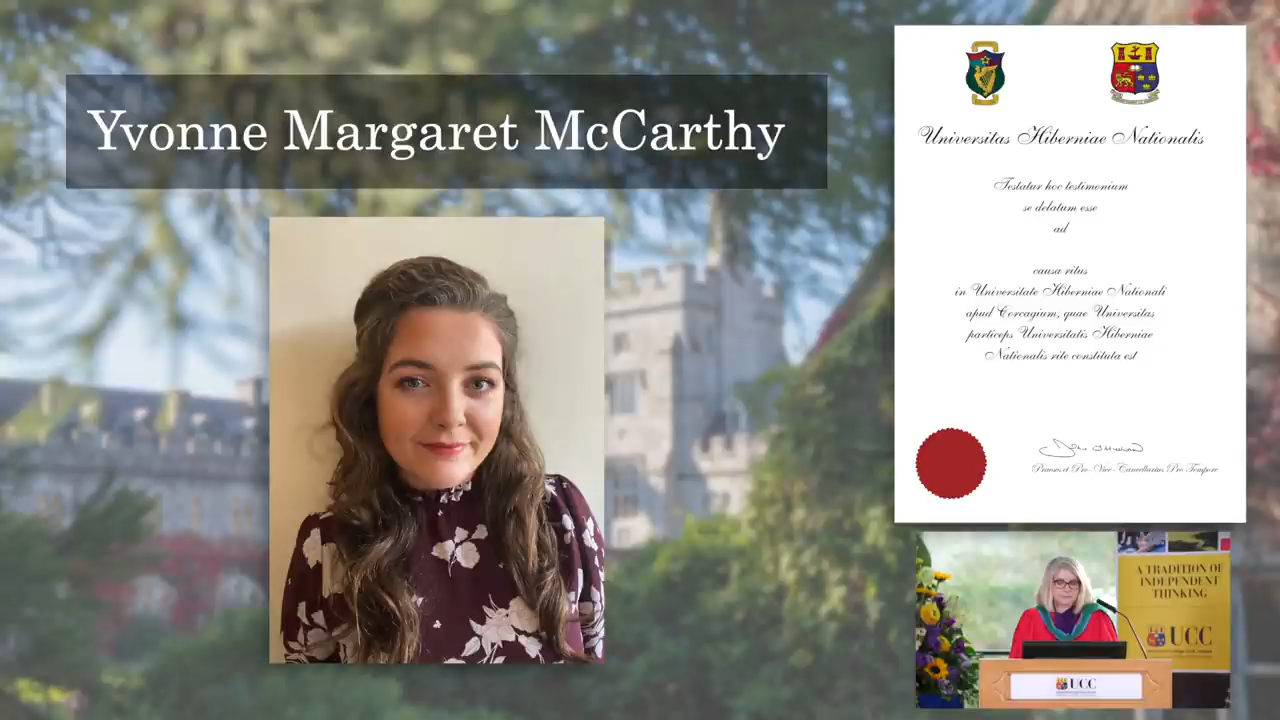 Yvonne Margaret McCarthy
Universitas Hiberniae Nationalis
Testatur hoc testimonium
se delatum esse
ad
causa ritus
in Universitate Hiberniae Nationali
apud Corcagium, quae Universitas
particeps Universitatis Hiberniae
Nationalis rite constituta est
Praeses et Pro-Vice-Cancellarius Pro Tempore
A TRADITION OF
INDEPENDENT
THINKING
UCC
UCC